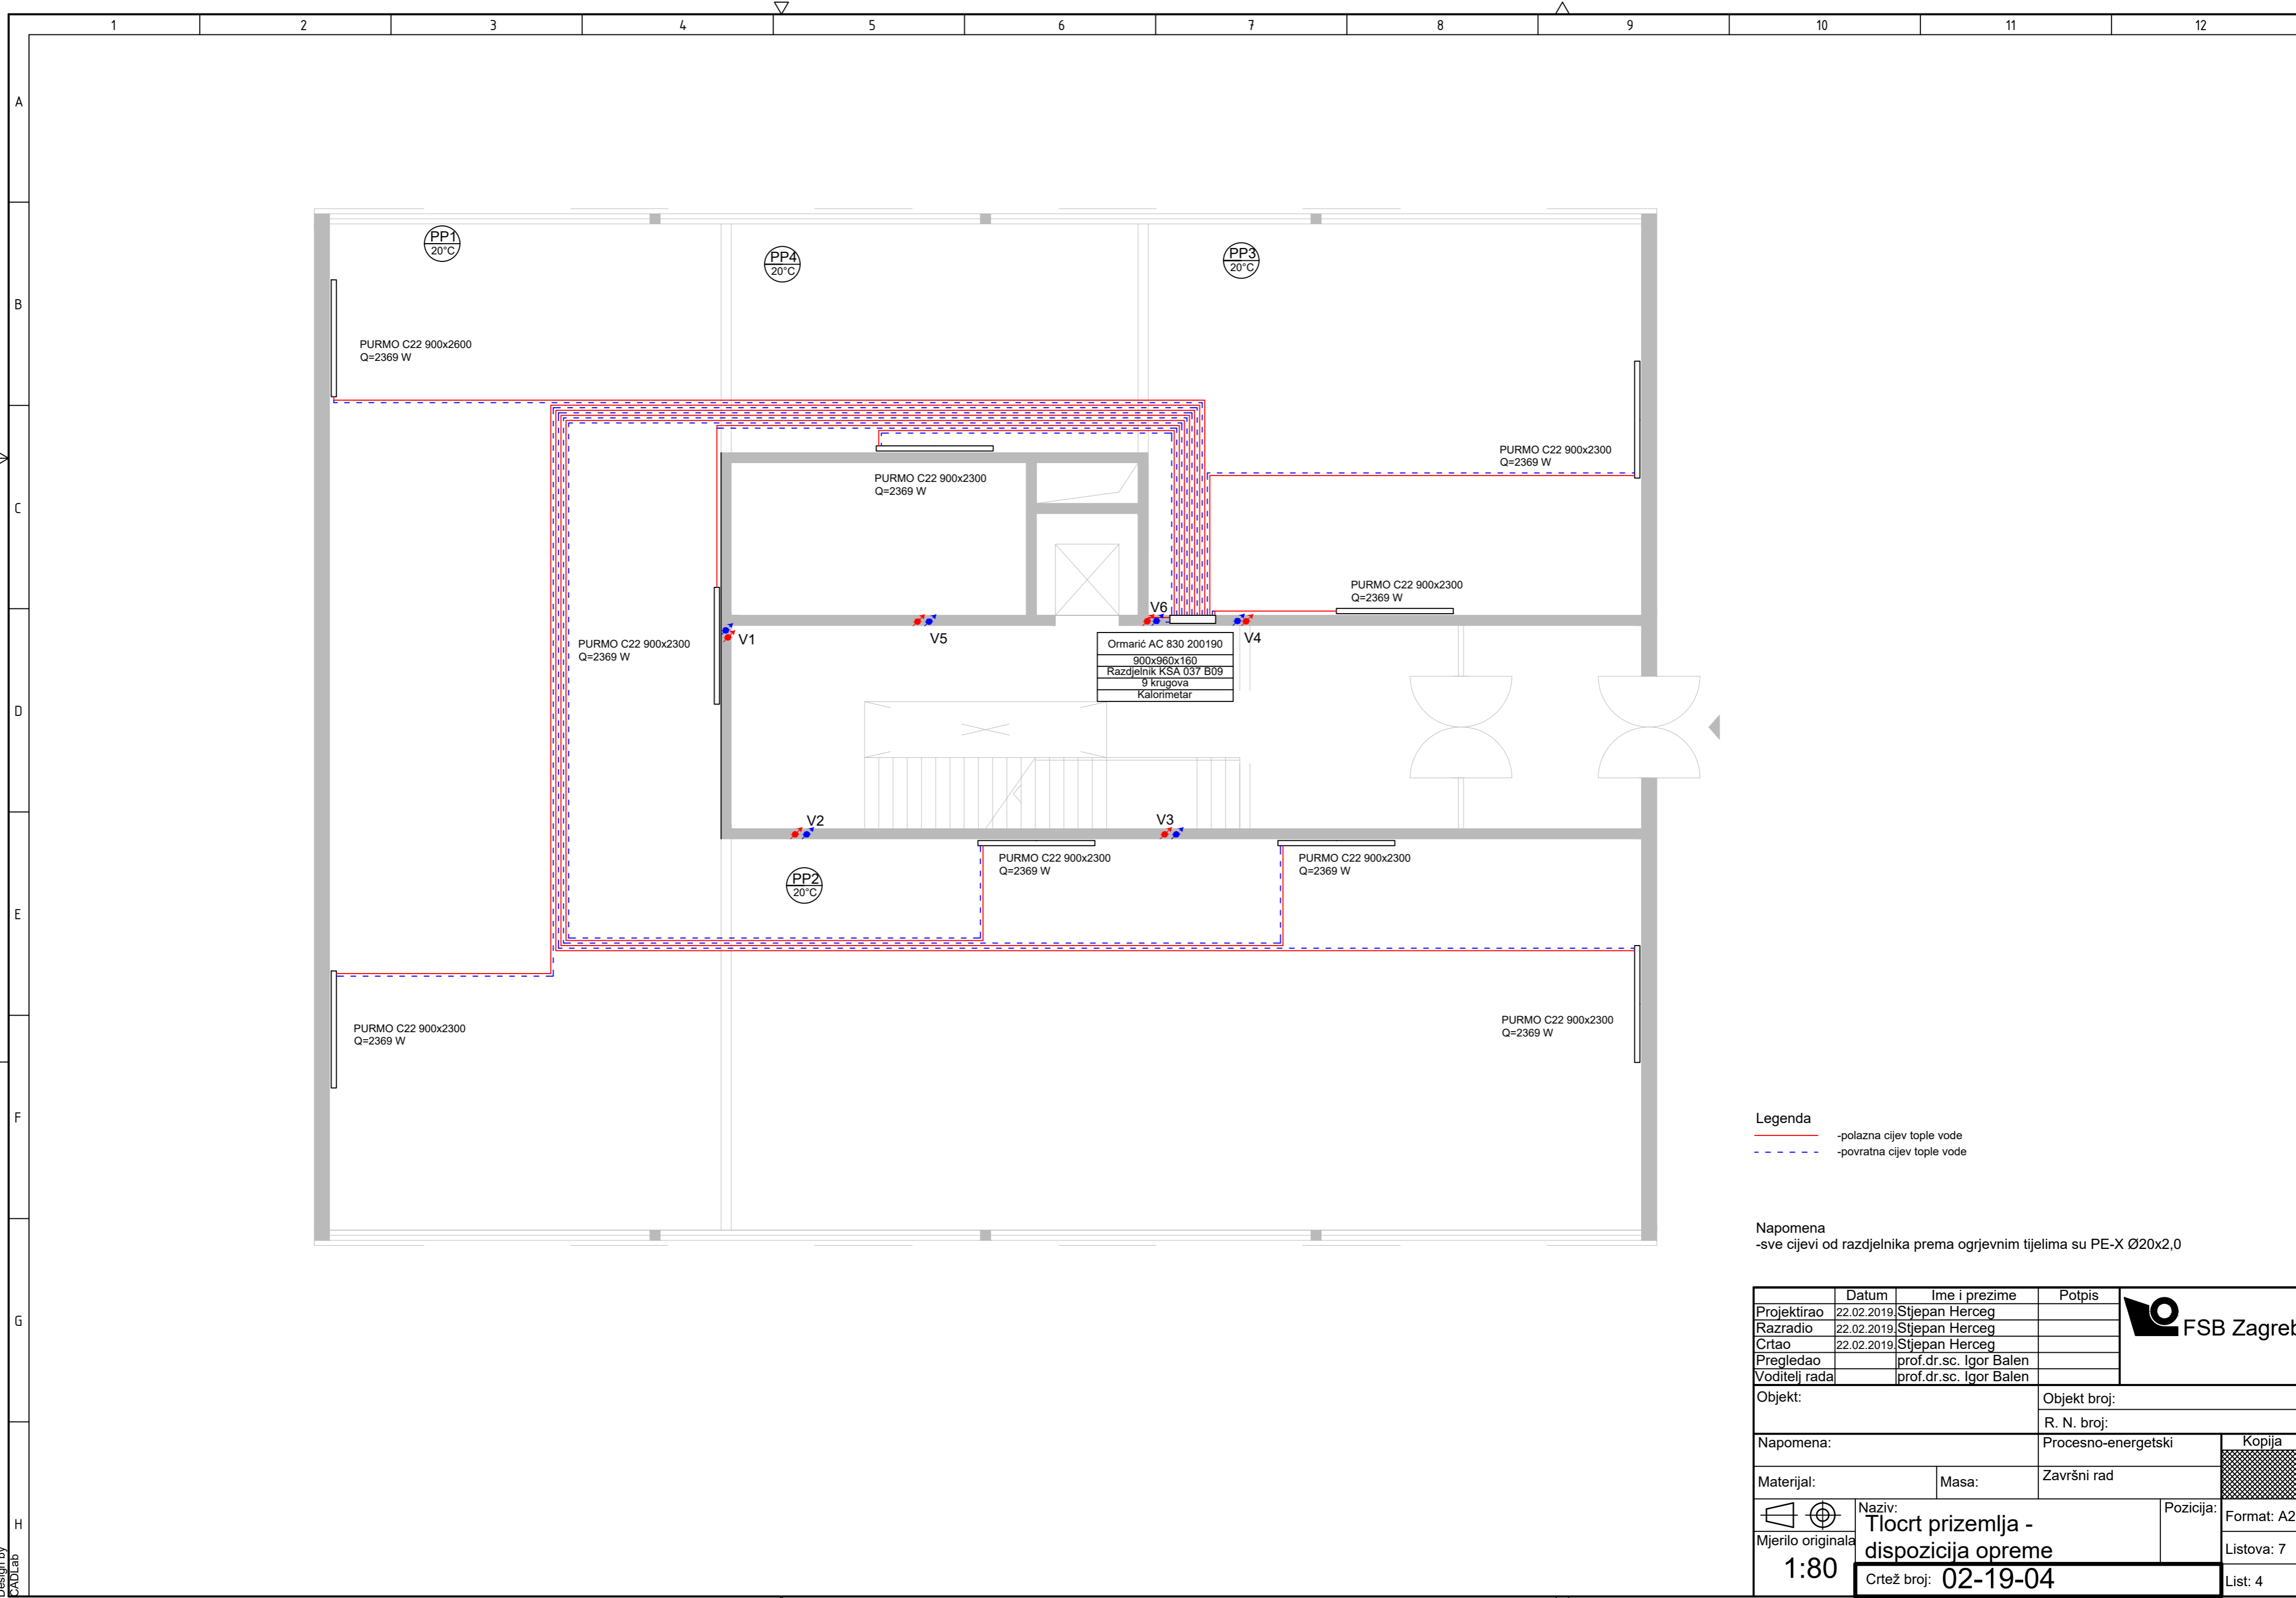 1 2 3 4 5 6 7 8 9 10 11 12
A
B
C
D
E
F
G
H
PP1
20°C
PP4
20°C
PP3
20°C
PURMO C22 900x2600
Q=2369 W
PURMO C22 900x2300
Q=2369 W
PURMO C22 900x2300
Q=2369 W
PURMO C22 900x2300
Q=2369 W
V6
V1
V5
V4
PURMO C22 900x2300
Q=2369 W
Ormarić AC 830 200190
900x960x160
Razdjelnik KSA 037 B09
9 krugova
Kalorimetar
V2
V3
PURMO C22 900x2300
Q=2369 W
PURMO C22 900x2300
Q=2369 W
PP2
20°C
PURMO C22 900x2300
Q=2369 W
PURMO C22 900x2300
Q=2369 W
Legenda
-polazna cijev tople vode
-povratna cijev tople vode
Napomena
-sve cijevi od razdjelnika prema ogrjevnim tijelima su PE-X Ø20x2,0
Datum Ime i prezime Potpis
Projektirao 22.02.2019. Stjepan Herceg
Razradio 22.02.2019. Stjepan Herceg
Crtao 22.02.2019. Stjepan Herceg
Pregledao prof.dr.sc. Igor Balen
Voditelj rada prof.dr.sc. Igor Balen
FSB Zagreb
Objekt:
Objekt broj:
R. N. broj:
Napomena:
Procesno-energetski
Kopija
Materijal:
Masa:
Završni rad
Naziv:
Tlocrt prizemlja -
dispozicija opreme
Pozicija:
Format: A2
Mjerilo originala
1:80
Listova: 7
Crtež broj: 02-19-04
List: 4
Design by
CADLab